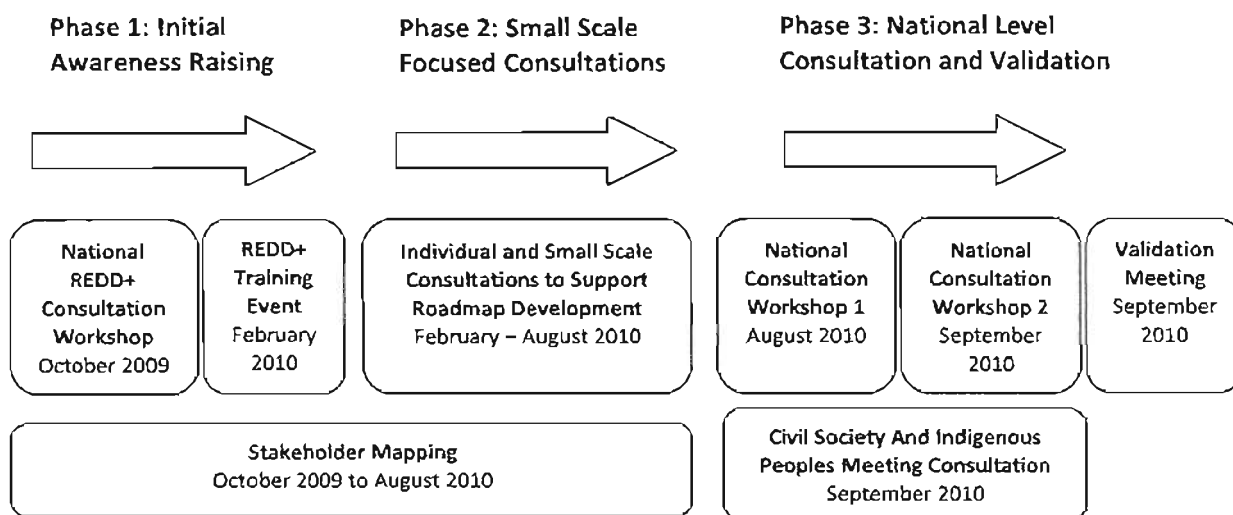 Phase 1: Initial
Awareness Raising
Phase 2: Small Scale
Focused Consultations
Phase 3: National Level
Consultation and Validation
National
REDD+
Consultation
Workshop
October 2009
REDD+
Training
Event
February
2010
Individual and Small Scale
Consultations to Support
Roadmap Development
February – August 2010
National
Consultation
Workshop 1
August 2010
National
Consultation
Workshop 2
September
2010
Validation
Meeting
September
2010
Stakeholder Mapping
October 2009 to August 2010
Civil Society And Indigenous
Peoples Meeting Consultation
September 2010